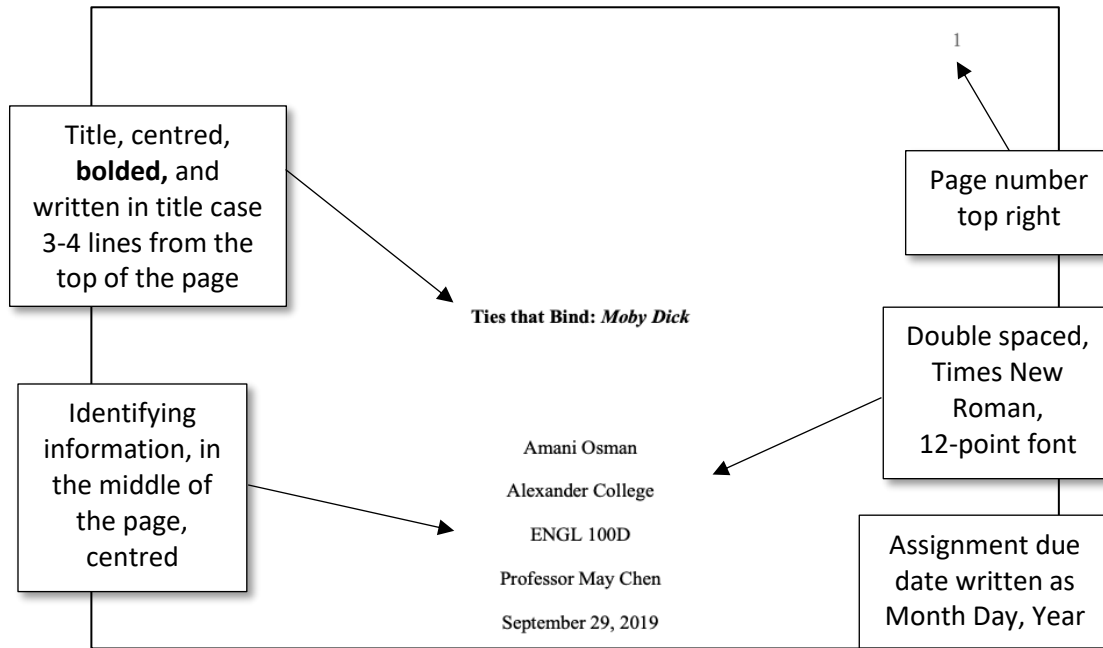 1
Title, centred,
bolded, and
written in title case
3-4 lines from the
top of the page
Page number
top right
Ties that Bind: Moby Dick
Double spaced,
Times New
Roman,
12-point font
Identifying
information, in
the middle of
the page,
centred
Amani Osman
Alexander College
ENGL 100D
Professor May Chen
September 29, 2019
Assignment due
date written as
Month Day, Year